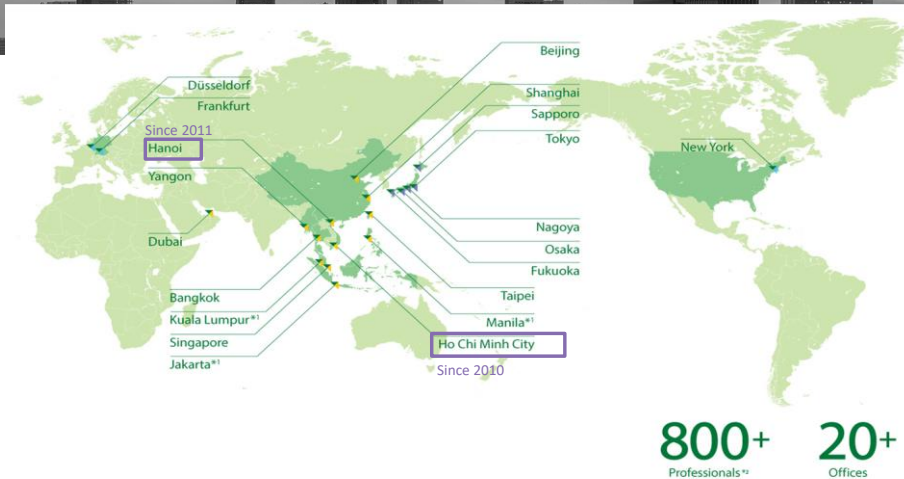 Düsseldorf
Frankfurt
Since 2011
Hanoi
Yangon
Dubai
Bangkok
Kuala Lumpur*1
Singapore
Jakarta*1
Beijing
Shanghai
Sapporo
Tokyo
Nagoya
Osaka
Fukuoka
Taipei
Manila*1
Ho Chi Minh City
Since 2010
New York
800+
Professionals*2
20+
Offices